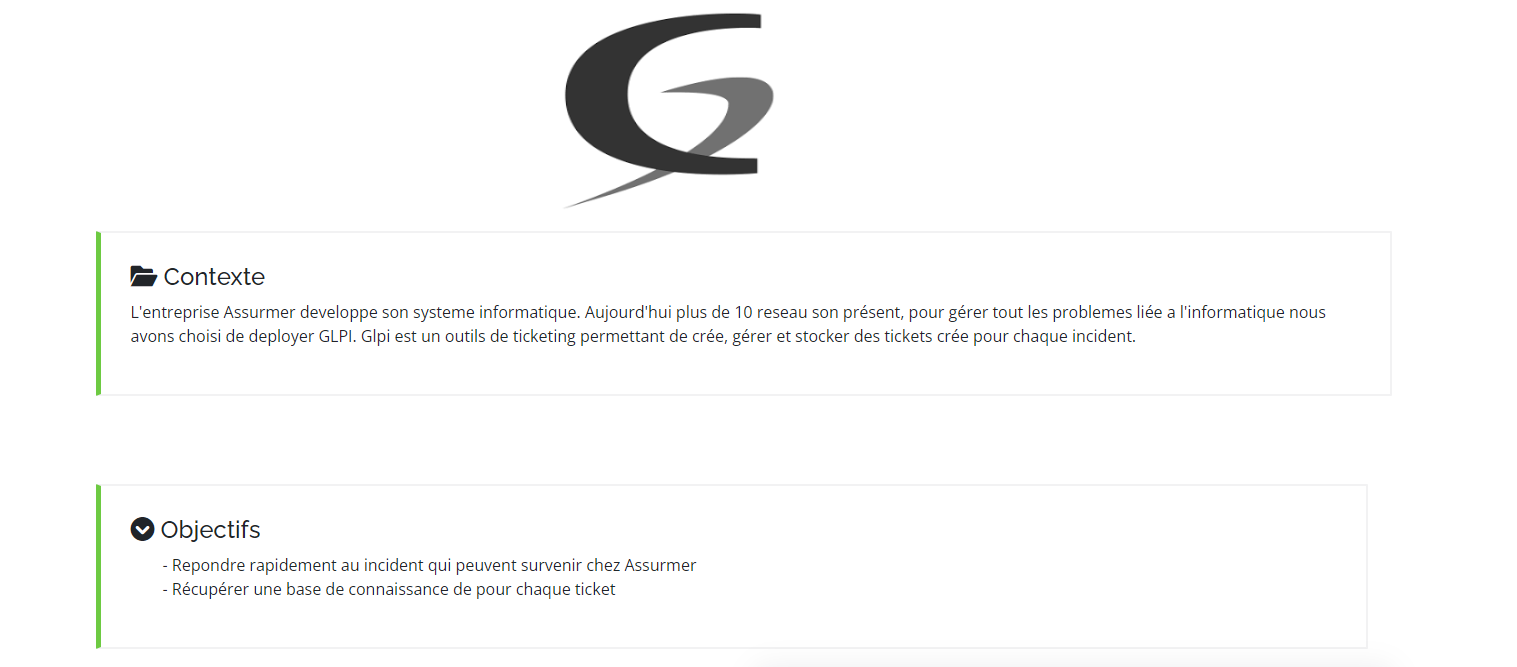 Contexte
L'entreprise Assurmer developpe son systeme informatique. Aujourd'hui plus de 10 reseau son présent, pour gérer tout les problemes liée a l'informatique nous
avons choisi de deployer GLPI. Glpi est un outils de ticketing permettant de crée, gérer et stocker des tickets crée pour chaque incident.
Objectifs
- Repondre rapidement au incident qui peuvent survenir chez Assurmer
- Récupérer une base de connaissance de pour chaque ticket